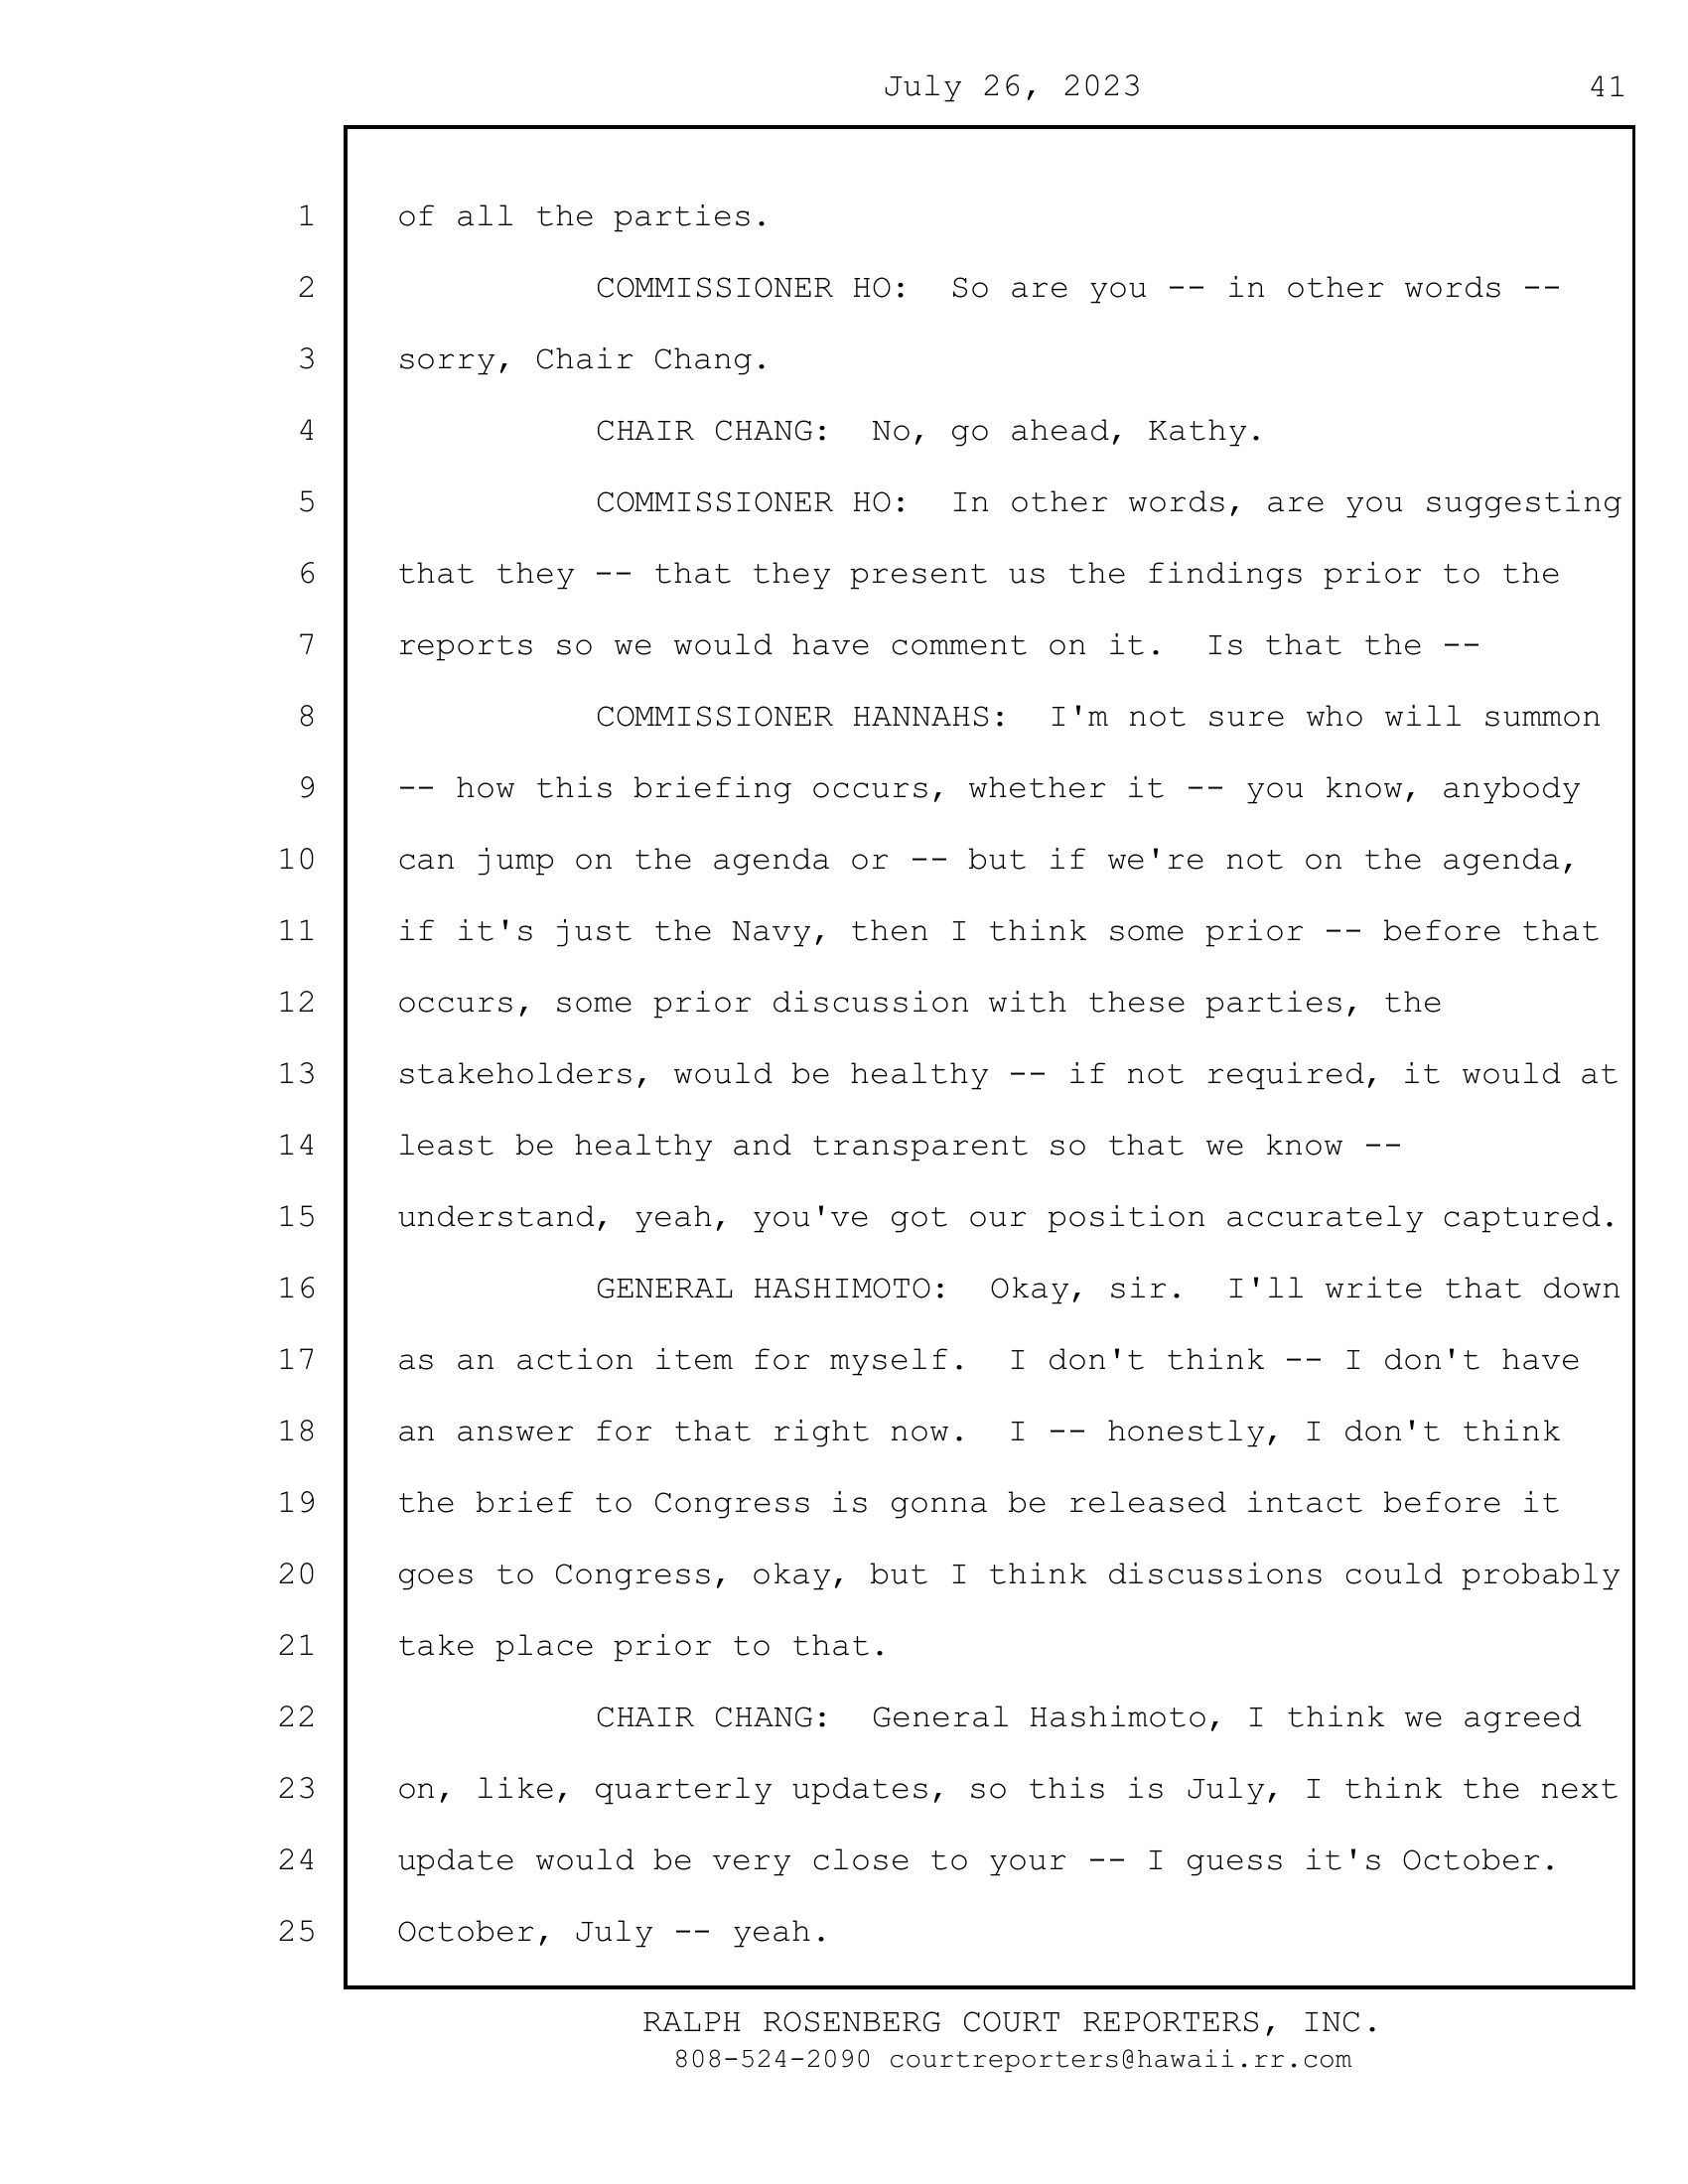 July 26, 2023 41
1 of all the parties.
2 COMMISSIONER HO:  So are you -- in other words --
3 sorry, Chair Chang.
4 CHAIR CHANG:  No, go ahead, Kathy.
5 COMMISSIONER HO:  In other words, are you suggesting
6 that they -- that they present us the findings prior to the
7 reports so we would have comment on it.  Is that the --
8 COMMISSIONER HANNAHS:  I'm not sure who will summon
9 -- how this briefing occurs, whether it -- you know, anybody
10 can jump on the agenda or -- but if we're not on the agenda,
11 if it's just the Navy, then I think some prior -- before that
12 occurs, some prior discussion with these parties, the
13 stakeholders, would be healthy -- if not required, it would at
14 least be healthy and transparent so that we know --
15 understand, yeah, you've got our position accurately captured.
16 GENERAL HASHIMOTO:  Okay, sir.  I'll write that down
17 as an action item for myself.  I don't think -- I don't have
18 an answer for that right now.  I -- honestly, I don't think
19 the brief to Congress is gonna be released intact before it
20 goes to Congress, okay, but I think discussions could probably
21 take place prior to that.
22 CHAIR CHANG:  General Hashimoto, I think we agreed
23 on, like, quarterly updates, so this is July, I think the next
24 update would be very close to your -- I guess it's October.
25 October, July -- yeah.
RALPH ROSENBERG COURT REPORTERS, INC.
808-524-2090 courtreporters@hawaii.rr.com